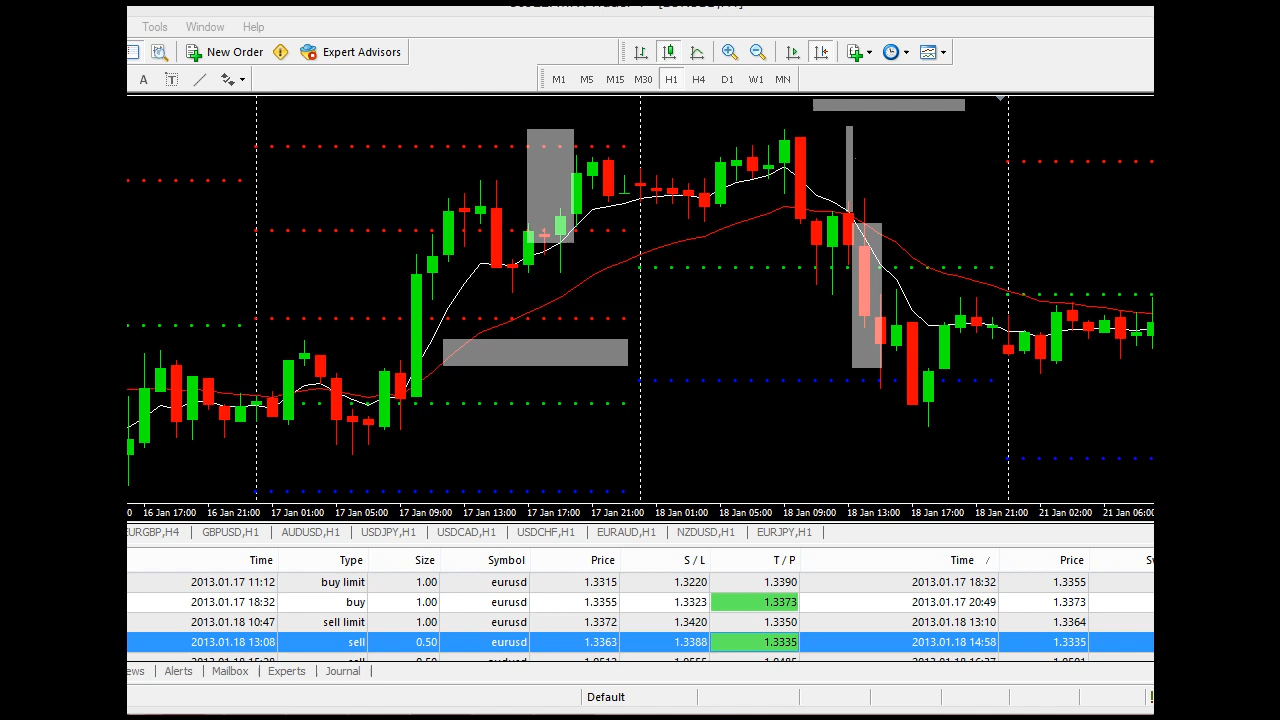 Tools Window Help
New Order Expert Advisors
A T M1 M5 M15 M30 H1 H4 D1 W1 MN
16 Jan 17:00 16 Jan 21:00 17 Jan 01:00 17 Jan 05:00 17 Jan 09:00 17 Jan 13:00 17 Jan 17:00 17 Jan 21:00 18 Jan 01:00 18 Jan 05:00 18 Jan 09:00 18 Jan 13:00 18 Jan 17:00 18 Jan 21:00 21 Jan 02:00 21 Jan 06:00
EURGBP,H4 GBPUSD,H1 AUDUSD,H1 USDJPY,H1 USDCAD,H1 USDCHF,H1 EURAUD,H1 NZDUSD,H1 EURJPY,H1
Time Type Size Symbol Price S / L T / P Time / Price
2013.01.17 11:12 buy limit 1.00 eurusd 1.3315 1.3220 1.3390 2013.01.17 18:32 1.3355
2013.01.17 18:32 buy 1.00 eurusd 1.3355 1.3323 1.3373 2013.01.17 20:49 1.3373
2013.01.18 10:47 sell limit 1.00 eurusd 1.3372 1.3420 1.3350 2013.01.18 13:10 1.3364
2013.01.18 13:08 sell 0.50 eurusd 1.3363 1.3388 1.3335 2013.01.18 14:58 1.3335
ews Alerts Mailbox Experts Journal
Default